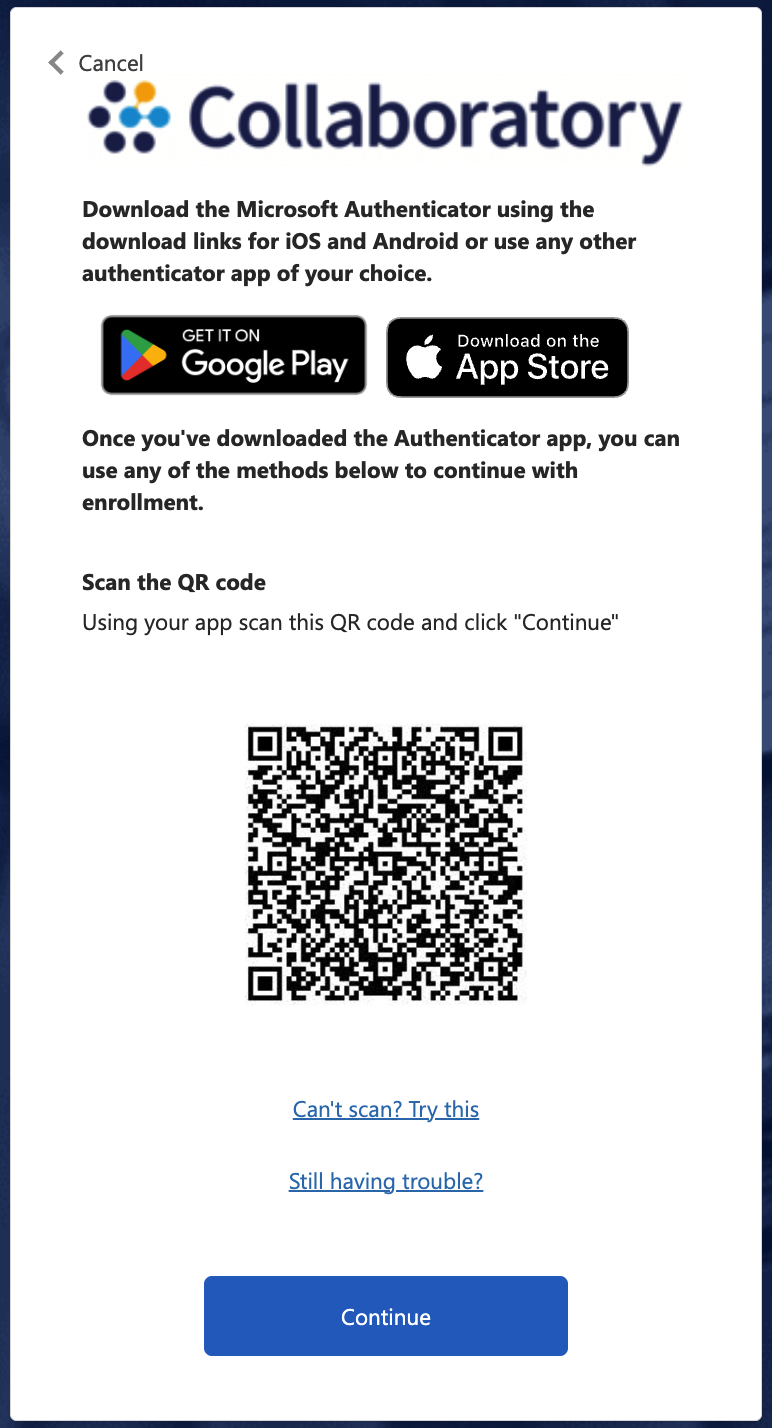 Cancel
Collaboratory
Download the Microsoft Authenticator using the
download links for iOS and Android or use any other
authenticator app of your choice.
GET IT ON
Google Play
Download on the
App Store
Once you've downloaded the Authenticator app, you can
use any of the methods below to continue with
enrollment.
Scan the QR code
Using your app scan this QR code and click "Continue"
Can't scan? Try this
Still having trouble?
Continue